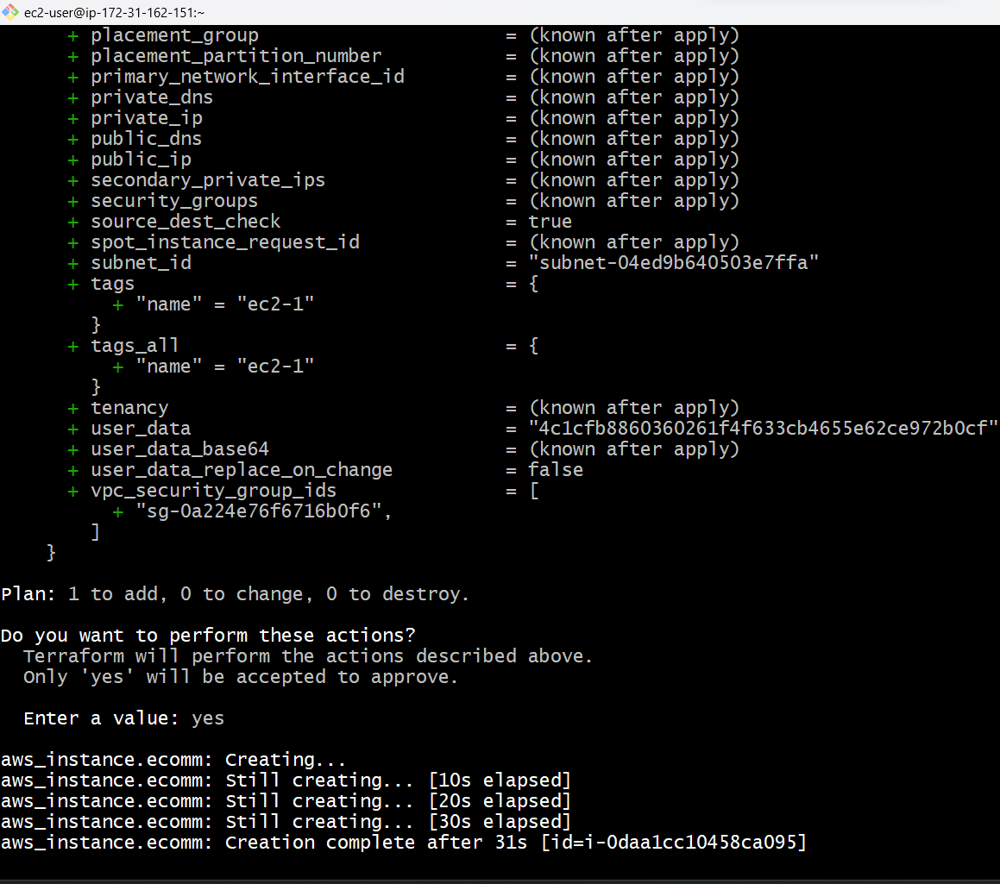 ec2-user@ip-172-31-162-151:~
+ placement_group = (known after apply)
+ placement_partition_number = (known after apply)
+ primary_network_interface_id = (known after apply)
+ private_dns = (known after apply)
+ private_ip = (known after apply)
+ public_dns = (known after apply)
+ public_ip = (known after apply)
+ secondary_private_ips = (known after apply)
+ security_groups = (known after apply)
+ source_dest_check = true
+ spot_instance_request_id = (known after apply)
+ subnet_id = "subnet-04ed9b640503e7ffa"
+ tags = {
+ "name" = "ec2-1"
}
+ tags_all = {
+ "name" = "ec2-1"
}
+ tenancy = (known after apply)
+ user_data = "4c1cfb8860360261f4f633cb4655e62ce972b0cf"
+ user_data_base64 = (known after apply)
+ user_data_replace_on_change = false
+ vpc_security_group_ids = [
+ "sg-0a224e76f6716b0f6",
]
}
Plan: 1 to add, 0 to change, 0 to destroy.
Do you want to perform these actions?
Terraform will perform the actions described above.
Only 'yes' will be accepted to approve.
Enter a value: yes
aws_instance.ecomm: Creating...
aws_instance.ecomm: Still creating... [10s elapsed]
aws_instance.ecomm: Still creating... [20s elapsed]
aws_instance.ecomm: Still creating... [30s elapsed]
aws_instance.ecomm: Creation complete after 31s [id=i-0daa1cc10458ca095]